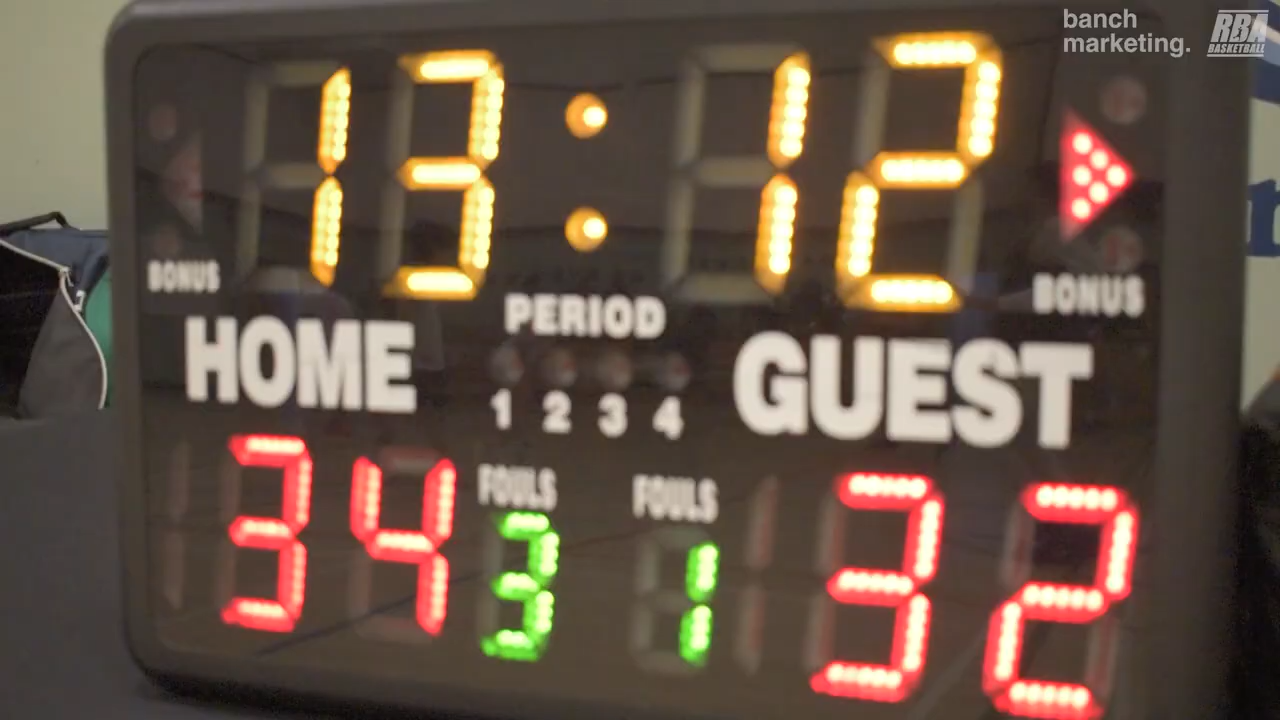 banch
marketing.
RBA
BASKETBALL
13:12
BONUS
PERIOD
BONUS
HOME
1 2 3 4
GUEST
34
FOULS
3
FOULS
1
32